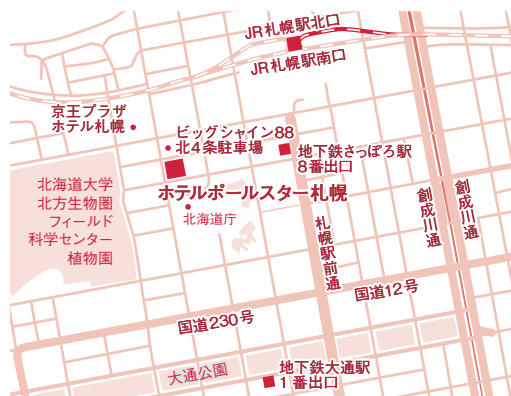 JR札幌駅北口
JR札幌駅南口
京王プラザ
ホテル札幌
ビッグシャイン88
北4条駐車場
地下鉄さっぽろ駅
8番出口
ホテルポールスター札幌
北海道庁
北海道大学
北方生物圏
フィールド
科学センター
植物園
札幌駅前通
創成川通
創成川通
国道12号
国道230号
大通公園
地下鉄大通駅
1番出口